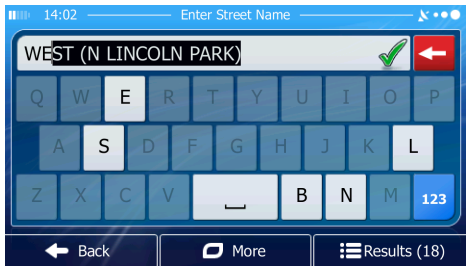 14:02 Enter Street Name
WEST (N LINCOLN PARK)
Q W E R T Y U I O P
A S D F G H J K L
Z X C V B N M 123
Back More Results (18)